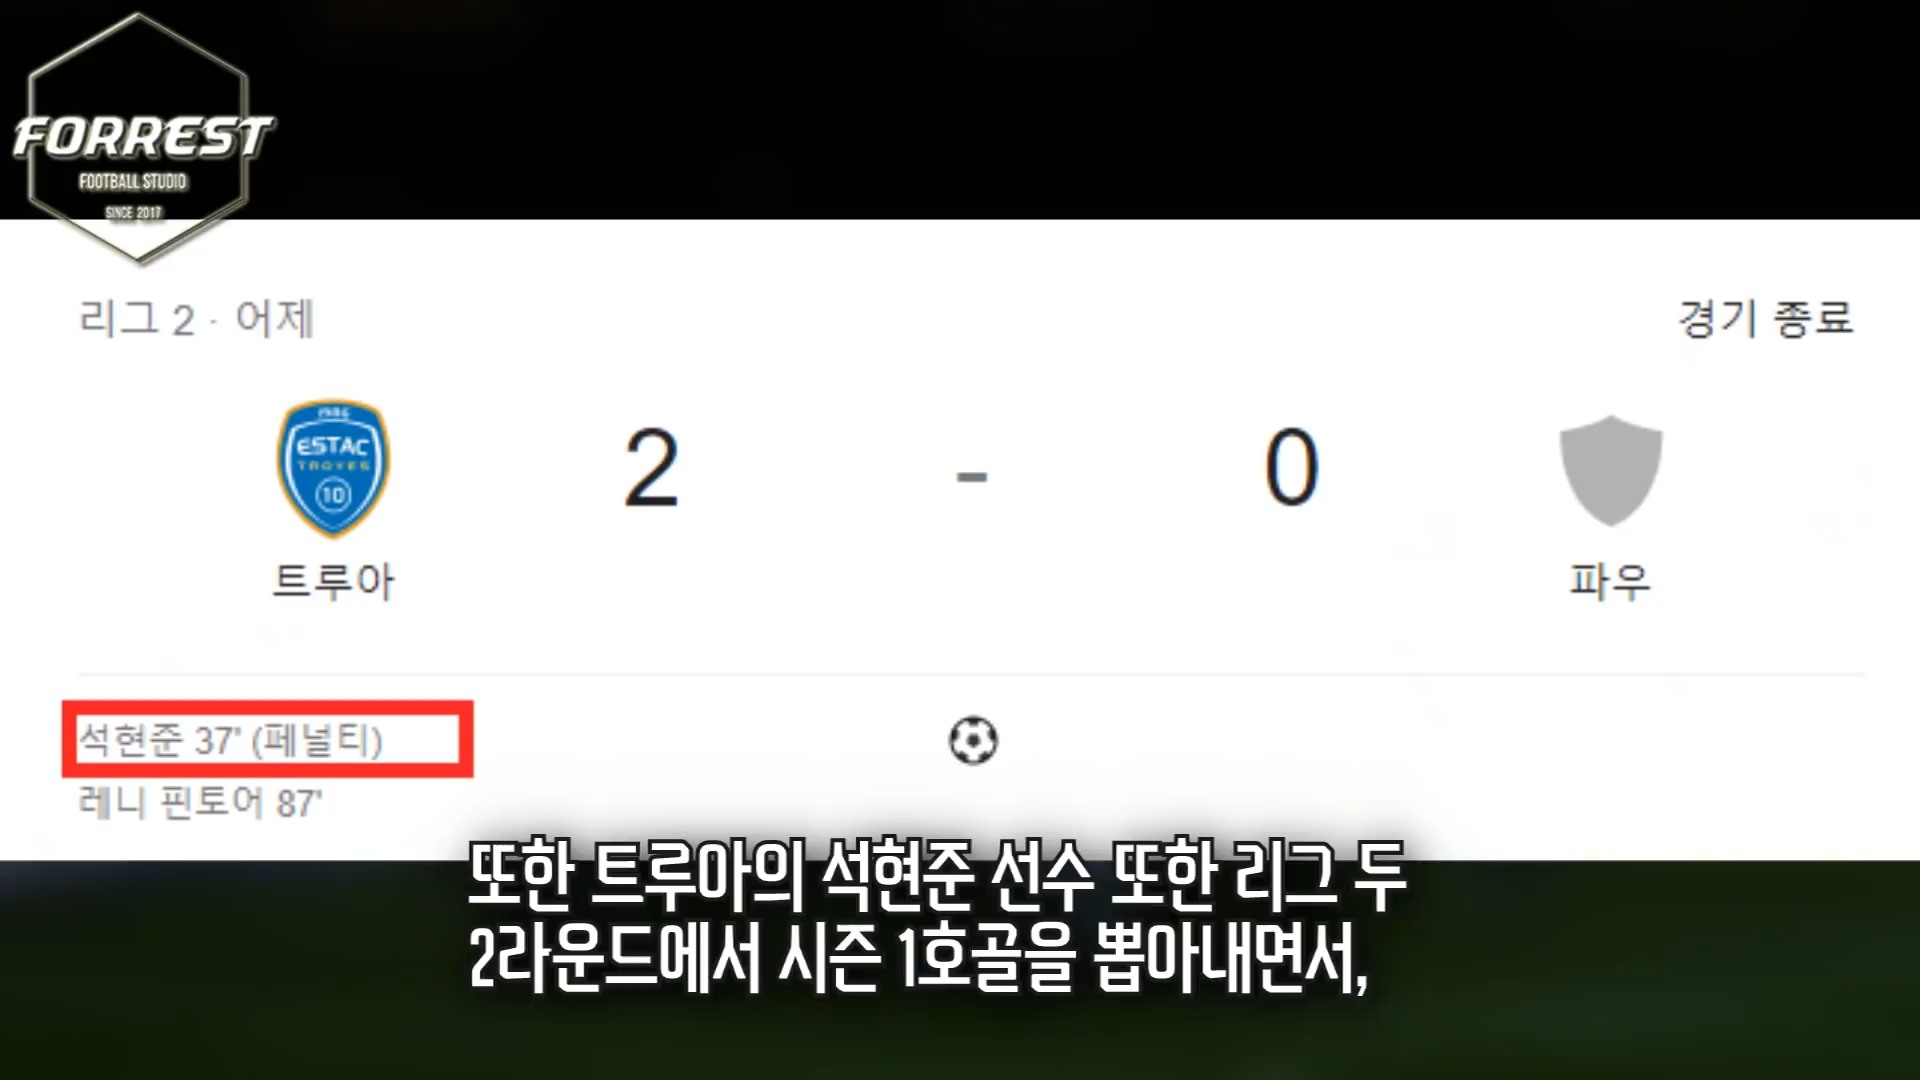 FORREST
FOOTBALL STUDIO
SINCE 2017
리그 2 · 어제
경기 종료
1986
ESTAC
TROYES
10
2 - 0
트루아
파우
석현준 37' (페널티)
레니 핀토어 87'
또한 트루아의 석현준 선수 또한 리그 두
2라운드에서 시즌 1호골을 뽑아내면서,